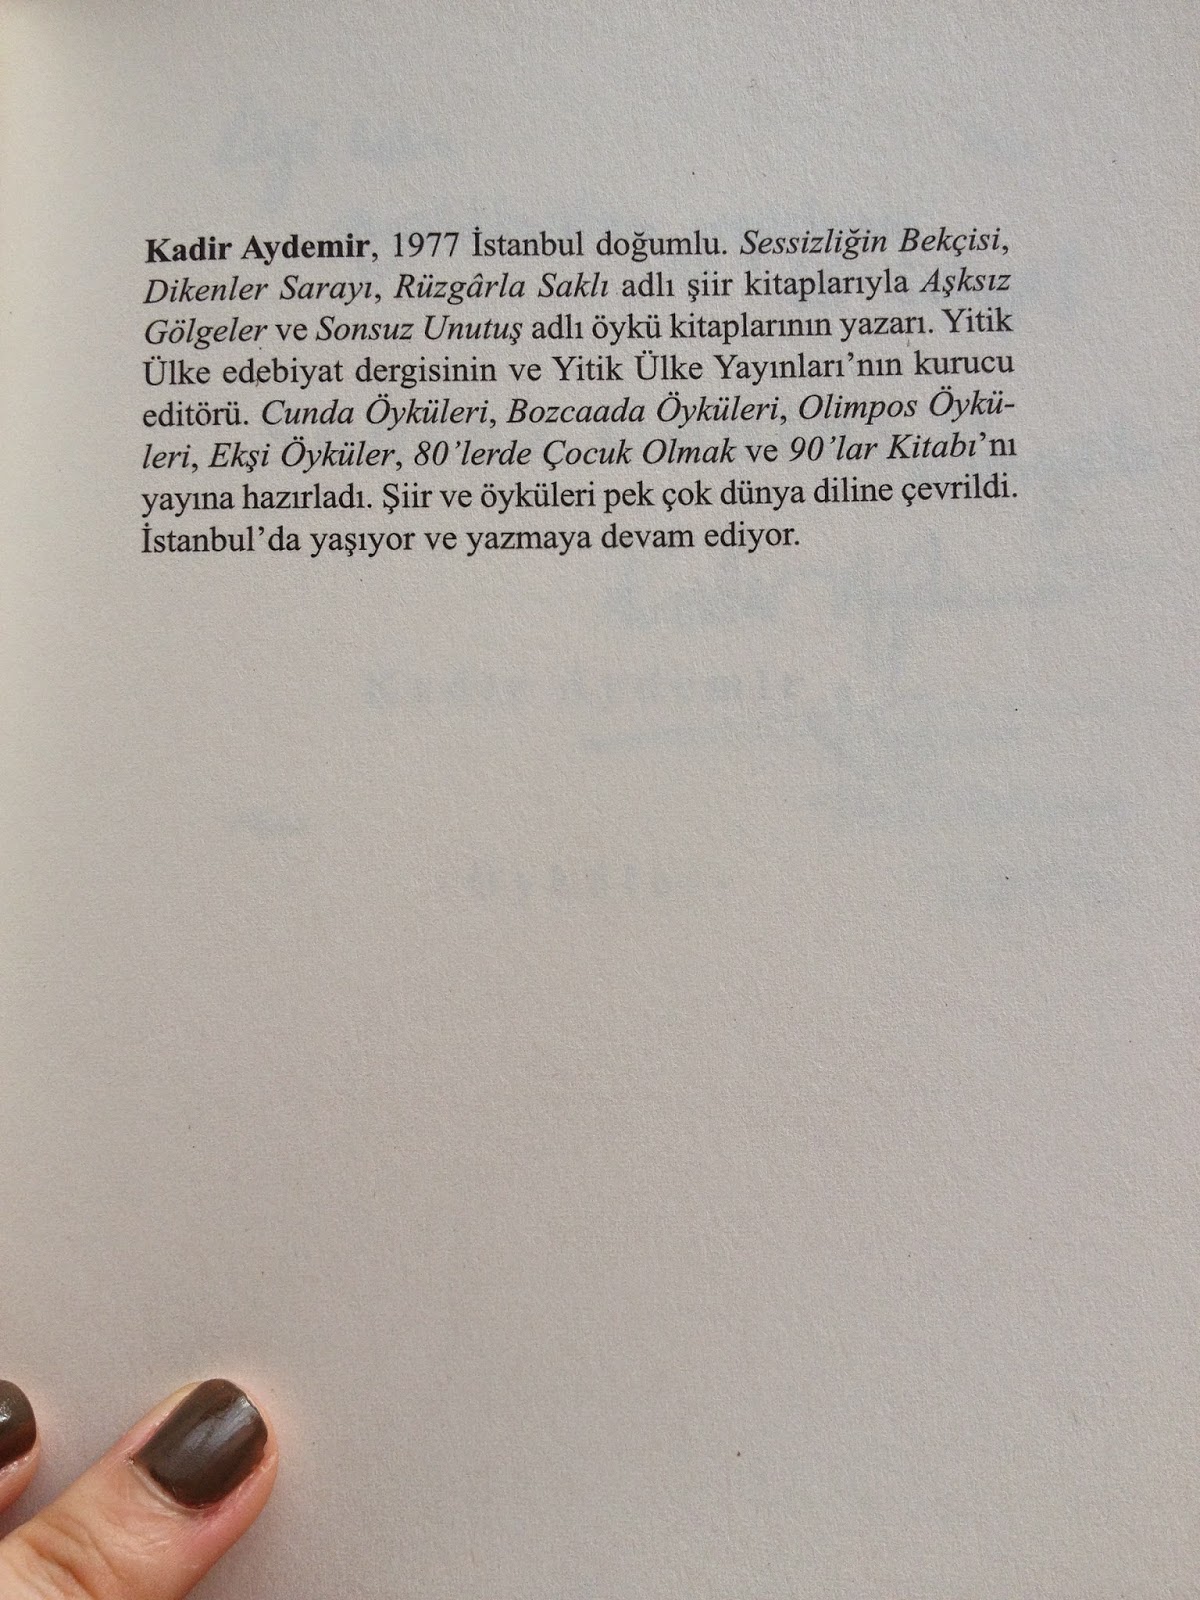 Kadir Aydemir, 1977 İstanbul doğumlu. Sessizliğin Bekçisi,
Dikenler Sarayı, Rüzgârla Saklı adlı şiir kitaplarıyla Aşksız
Gölgeler ve Sonsuz Unutuş adlı öykü kitaplarının yazarı. Yitik
Ülke edebiyat dergisinin ve Yitik Ülke Yayınları’nın kurucu
editörü. Cunda Öyküleri, Bozcaada Öyküleri, Olimpos Öykü-
leri, Ekşi Öyküler, 80’lerde Çocuk Olmak ve 90’lar Kitabı’nı
yayına hazırladı. Şiir ve öyküleri pek çok dünya diline çevrildi.
İstanbul’da yaşıyor ve yazmaya devam ediyor.
Kadir Aydemir